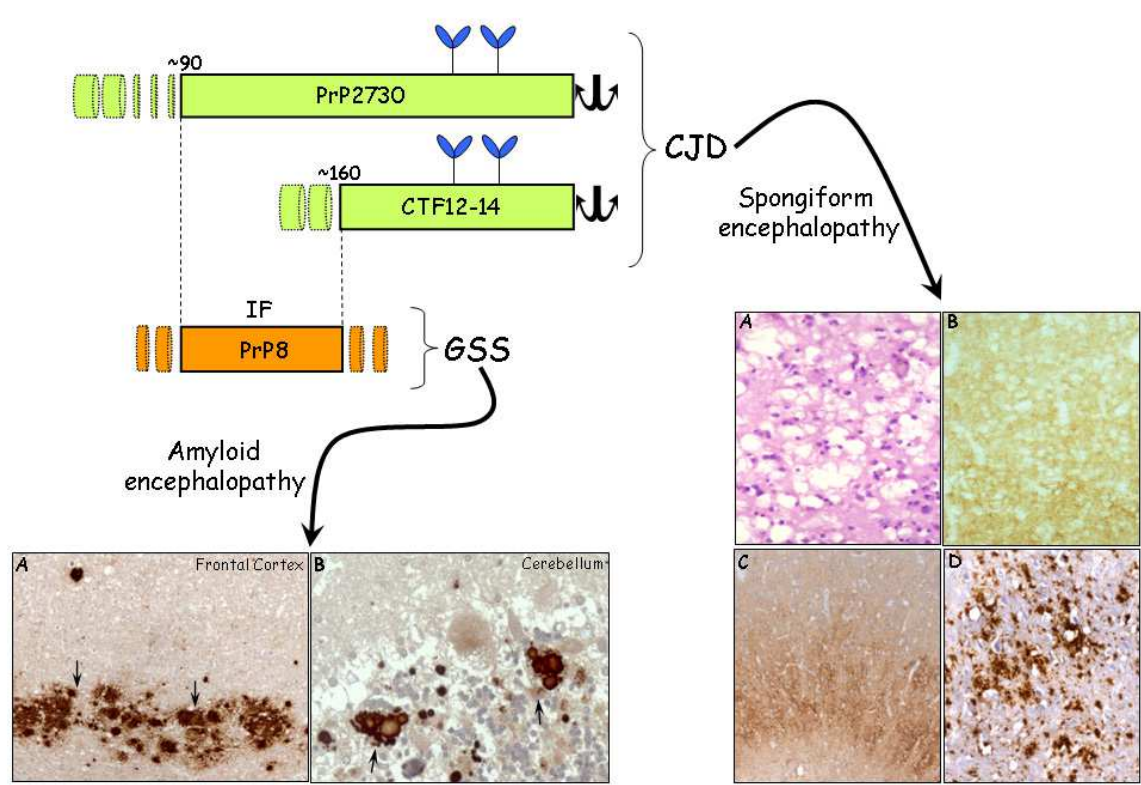 ~90
PrP2730
~160
CTF12-14
CJD
Spongiform
encephalopathy
IF
PrP8
GSS
Amyloid
encephalopathy
A
Frontal Cortex
B
Cerebellum
A
B
C
D